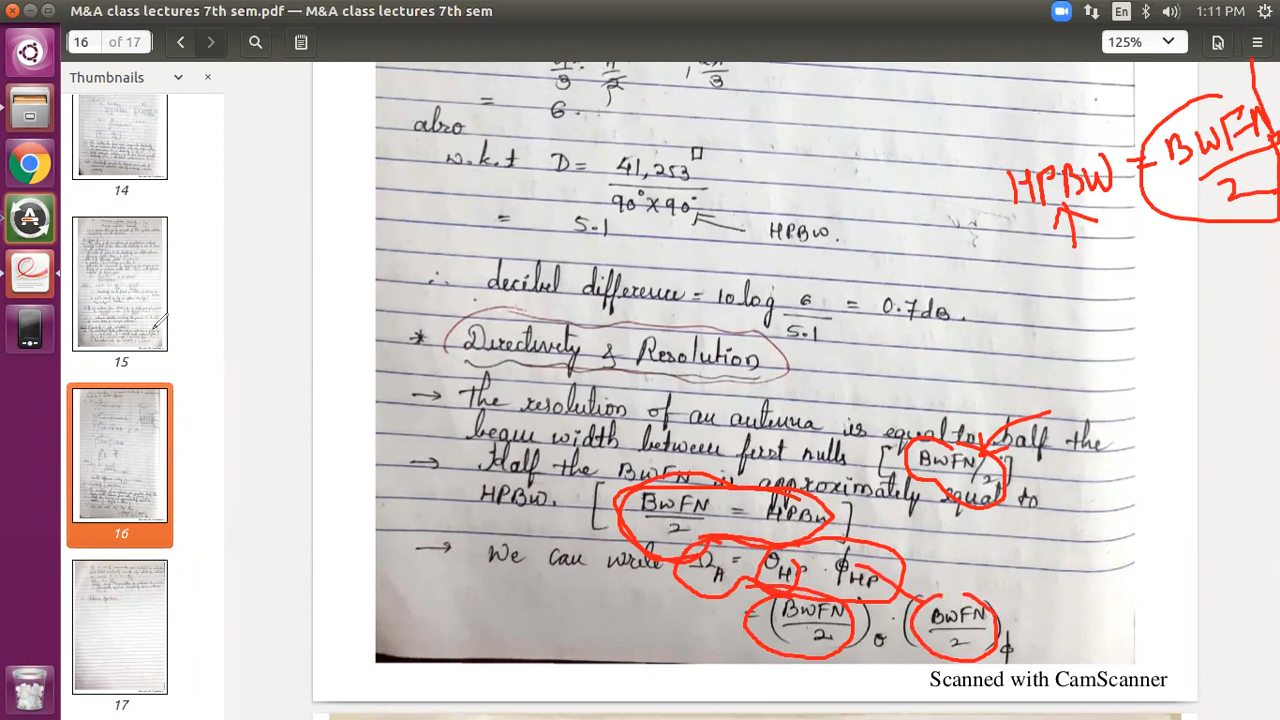 M&A class lectures 7th sem.pdf — M&A class lectures 7th sem
En
1:11 PM
16 of 17
125%
Thumbnails
14
15
16
17
3
3
= 6.
also
w.k.t D = 41,253□
90° x 90°
= 5.1 HPBW.
∴ decibel difference = 10 log 6/5.1 = 0.7dB.
* Directivity & Resolution
→ The resolution of an antenna is equal to half the
beam width between first nulls [BWFN/2]
→ Half the BWFN is approximately equal to
HPBW. [BWFN/2 = HPBW]
→ We can write ΩA = θHP · ϕHP
= (BWFN/2)θ · (BWFN/2)ϕ
HPBW = BWFN/2
Scanned with CamScanner